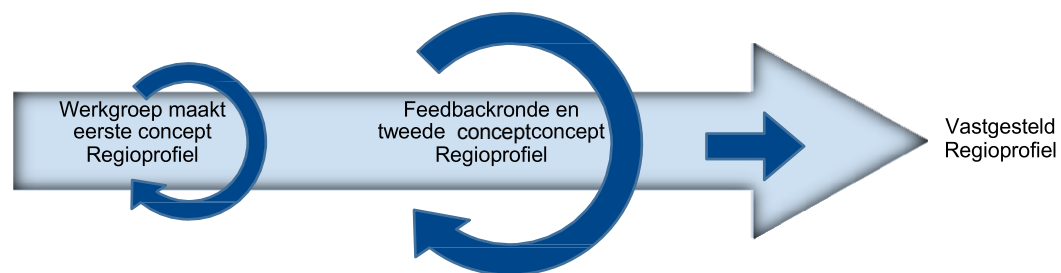 Werkgroep maakt
eerste concept
Regioprofiel
Feedbackronde en
tweede conceptconcept
Regioprofiel
Vastgesteld
Regioprofiel